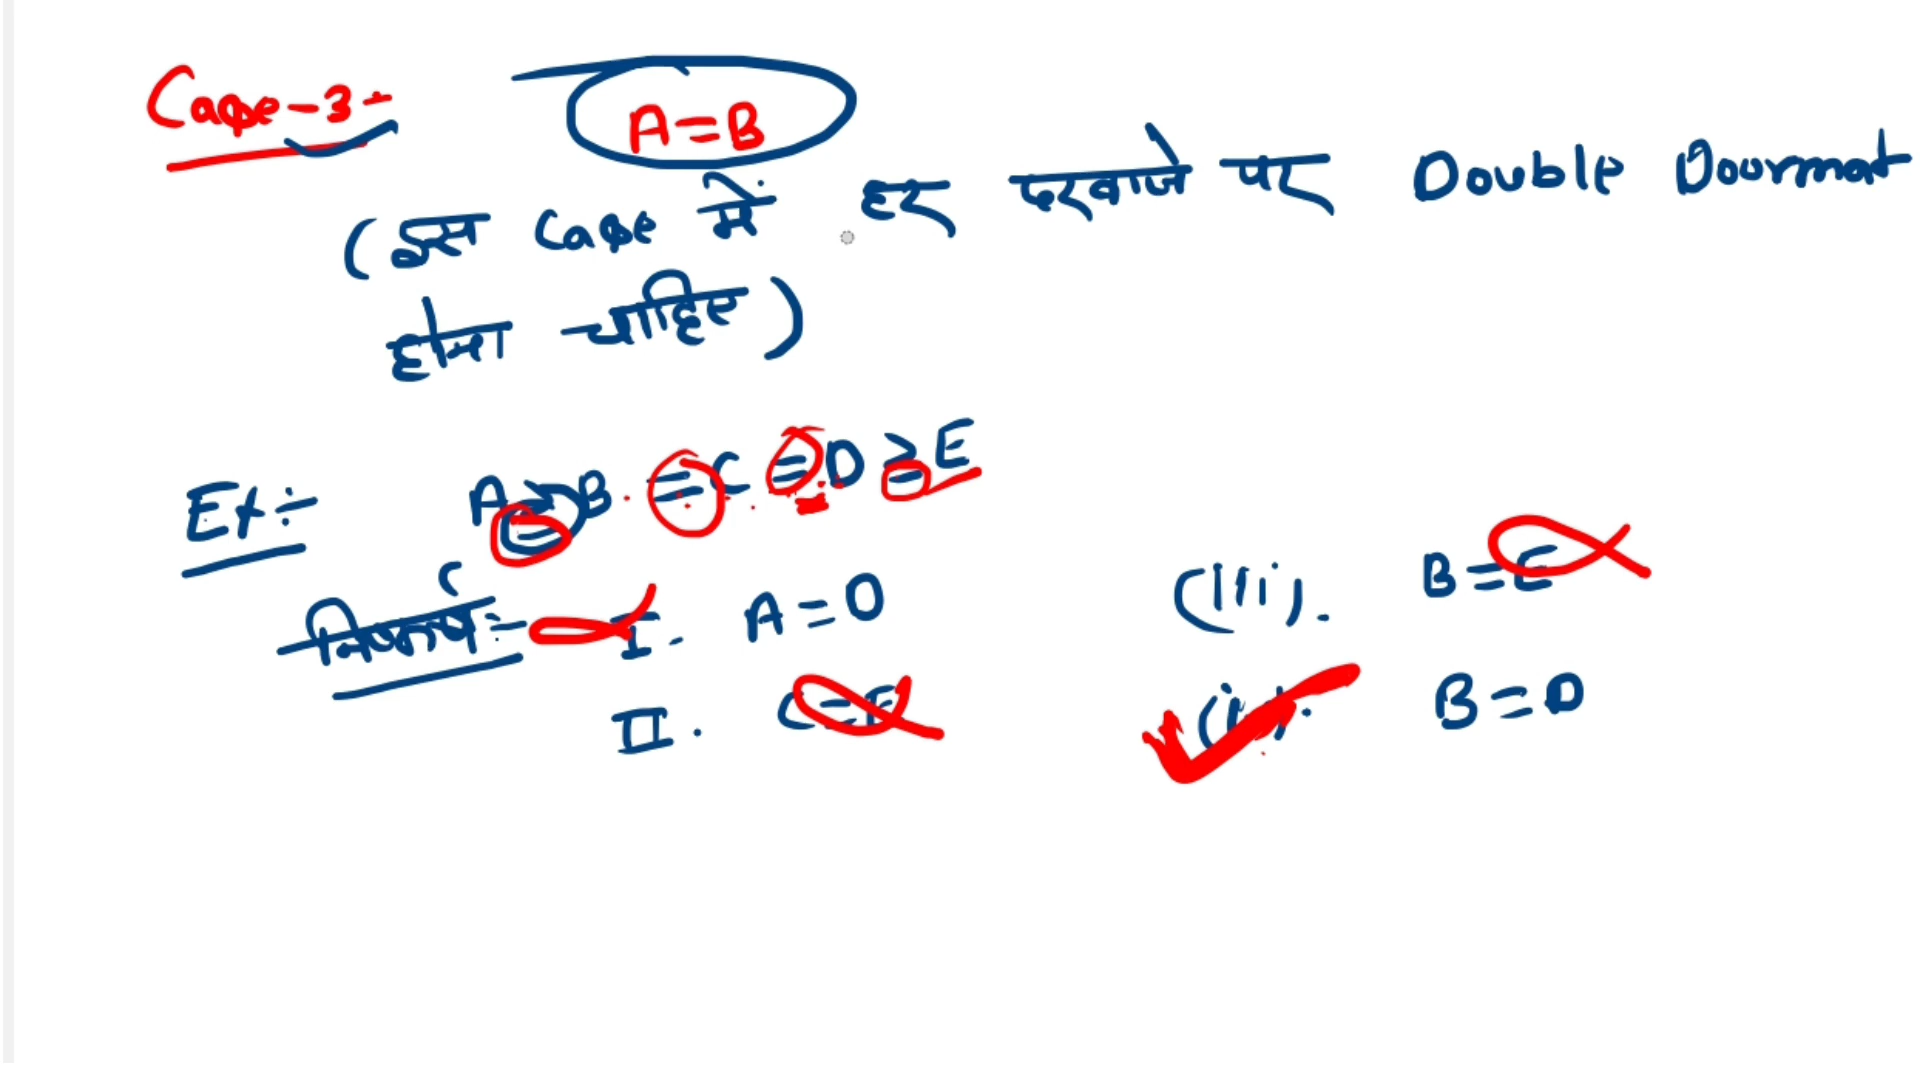 Case-3÷ A=B
(इस Case में हर दरवाजे पर Double Doormat
होना चाहिए)
Ex÷ A≥B = C = D ≥ E
निष्कर्ष:- I. A=D (iii). B=E
II. C=E (iv). B=D